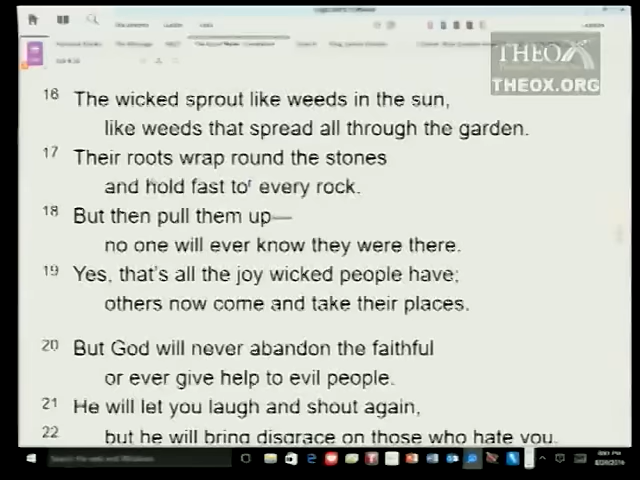 THEOX
THEOX.ORG
16 The wicked sprout like weeds in the sun,
like weeds that spread all through the garden.
17 Their roots wrap round the stones
and hold fast to every rock.
18 But then pull them up—
no one will ever know they were there.
19 Yes, that's all the joy wicked people have;
others now come and take their places.
20 But God will never abandon the faithful
or ever give help to evil people.
21 He will let you laugh and shout again,
22 but he will bring disgrace on those who hate you.
Search the web and Windows